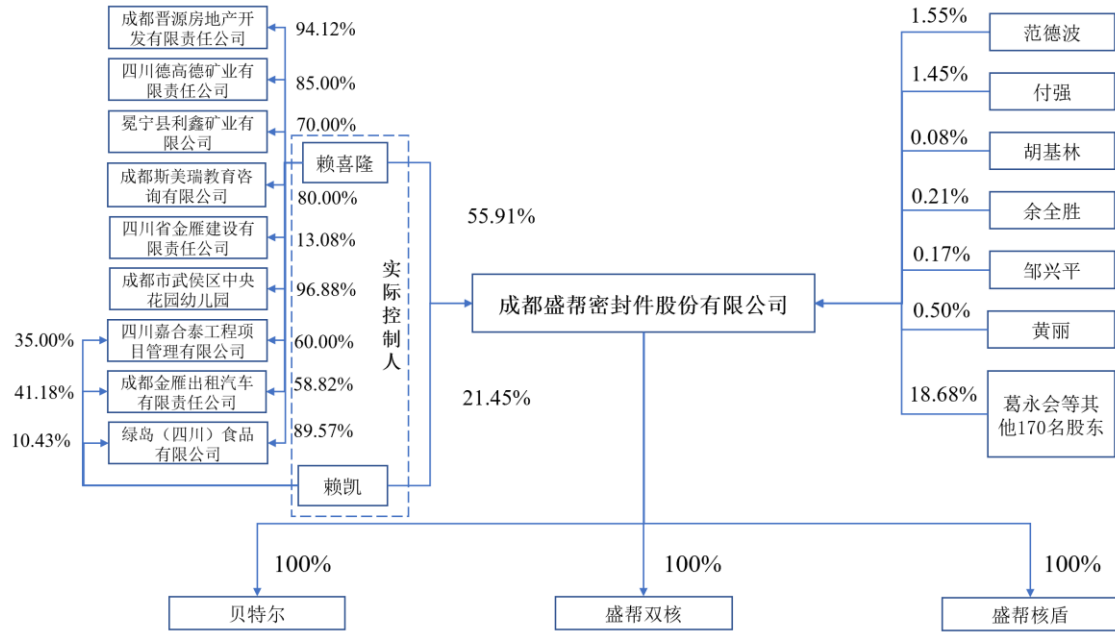 成都晋源房地产开
发有限责任公司
94.12%
四川德高德矿业有
限责任公司
85.00%
冕宁县利鑫矿业有
限公司
70.00%
成都斯美瑞教育咨
询有限公司
80.00%
四川省金雁建设有
限责任公司
13.08%
成都市武侯区中央
花园幼儿园
96.88%
35.00%
四川嘉合泰工程项
目管理有限公司
60.00%
41.18%
成都金雁出租汽车
有限责任公司
58.82%
10.43%
绿岛（四川）食品
有限公司
89.57%
赖喜隆
实际控制人
赖凯
55.91%
21.45%
成都盛帮密封件股份有限公司
1.55%
范德波
1.45%
付强
0.08%
胡基林
0.21%
余全胜
0.17%
邹兴平
0.50%
黄丽
18.68%
葛永会等其
他170名股东
100%
贝特尔
100%
盛帮双核
100%
盛帮核盾